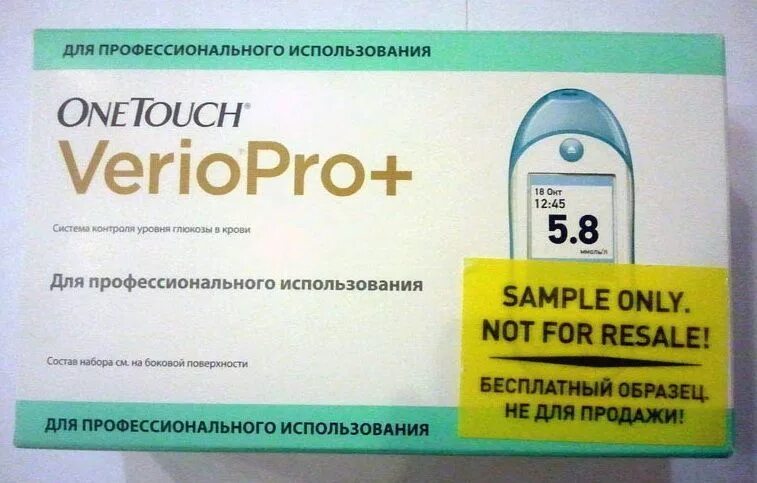 ДЛЯ ПРОФЕССИОНАЛЬНОГО ИСПОЛЬЗОВАНИЯ
ONETOUCH®
VerioPro+
Система контроля уровня глюкозы в крови
18 Окт
12:45
5.8
ммоль/л
Для профессионального использования
SAMPLE ONLY.
NOT FOR RESALE!
Состав набора см. на боковой поверхности
БЕСПЛАТНЫЙ ОБРАЗЕЦ.
НЕ ДЛЯ ПРОДАЖИ!
ДЛЯ ПРОФЕССИОНАЛЬНОГО ИСПОЛЬЗОВАНИЯ